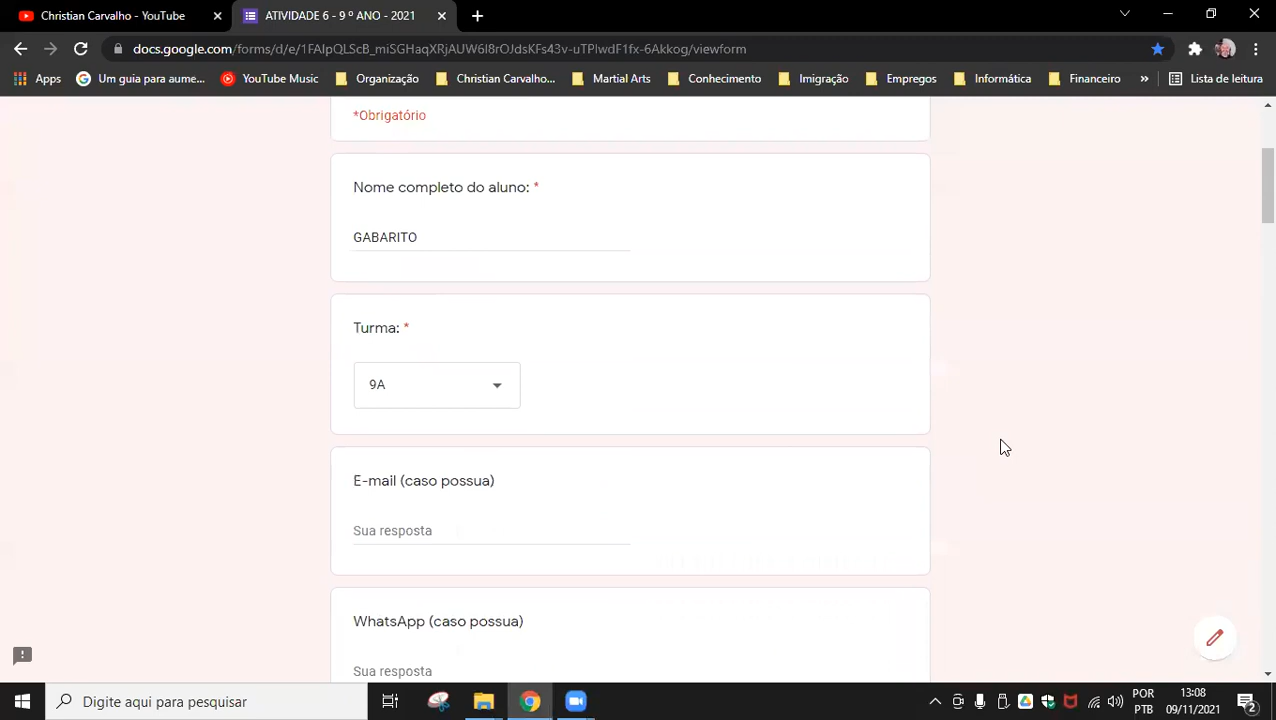 Christian Carvalho - YouTube
ATIVIDADE 6 - 9 º ANO - 2021
docs.google.com/forms/d/e/1FAIpQLScB_miSGHaqXRjAUW6I8rOJdsKFs43v-uTPlwdF1fx-6Akkog/viewform
Apps
Um guia para aume...
YouTube Music
Organização
Christian Carvalho...
Martial Arts
Conhecimento
Imigração
Empregos
Informática
Financeiro
»
Lista de leitura
*Obrigatório
Nome completo do aluno: *
GABARITO
Turma: *
9A
E-mail (caso possua)
Sua resposta
WhatsApp (caso possua)
Sua resposta
Digite aqui para pesquisar
POR
PTB
13:08
09/11/2021
2